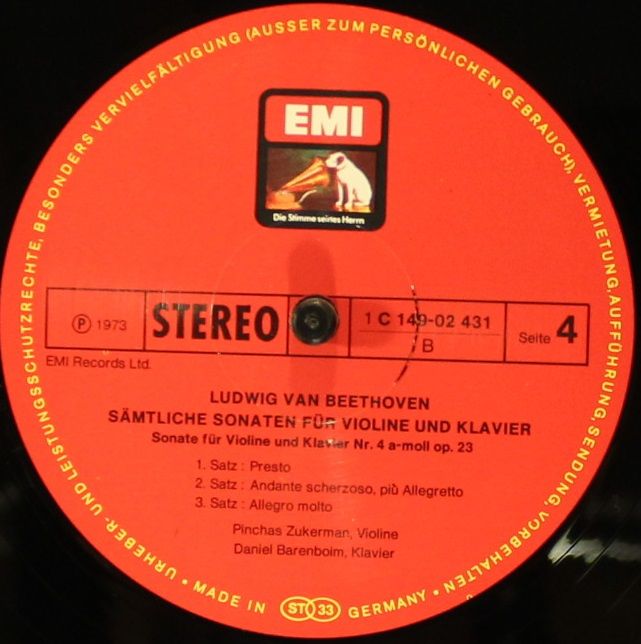 URHEBER- UND LEISTUNGSSCHUTZRECHTE, BESONDERS VERVIELFÄLTIGUNG (AUSSER ZUM PERSÖNLICHEN GEBRAUCH), VERMIETUNG, AUFFÜHRUNG, SENDUNG, VORBEHALTEN •
EMI
Die Stimme seines Herrn
Ⓟ 1973
STEREO
1 C 149-02 431
B
Seite 4
EMI Records Ltd.
LUDWIG VAN BEETHOVEN
SÄMTLICHE SONATEN FÜR VIOLINE UND KLAVIER
Sonate für Violine und Klavier Nr. 4 a-moll op. 23
1. Satz : Presto
2. Satz : Andante scherzoso, più Allegretto
3. Satz : Allegro molto
Pinchas Zukerman, Violine
Daniel Barenboim, Klavier
• MADE IN ST 33 GERMANY •